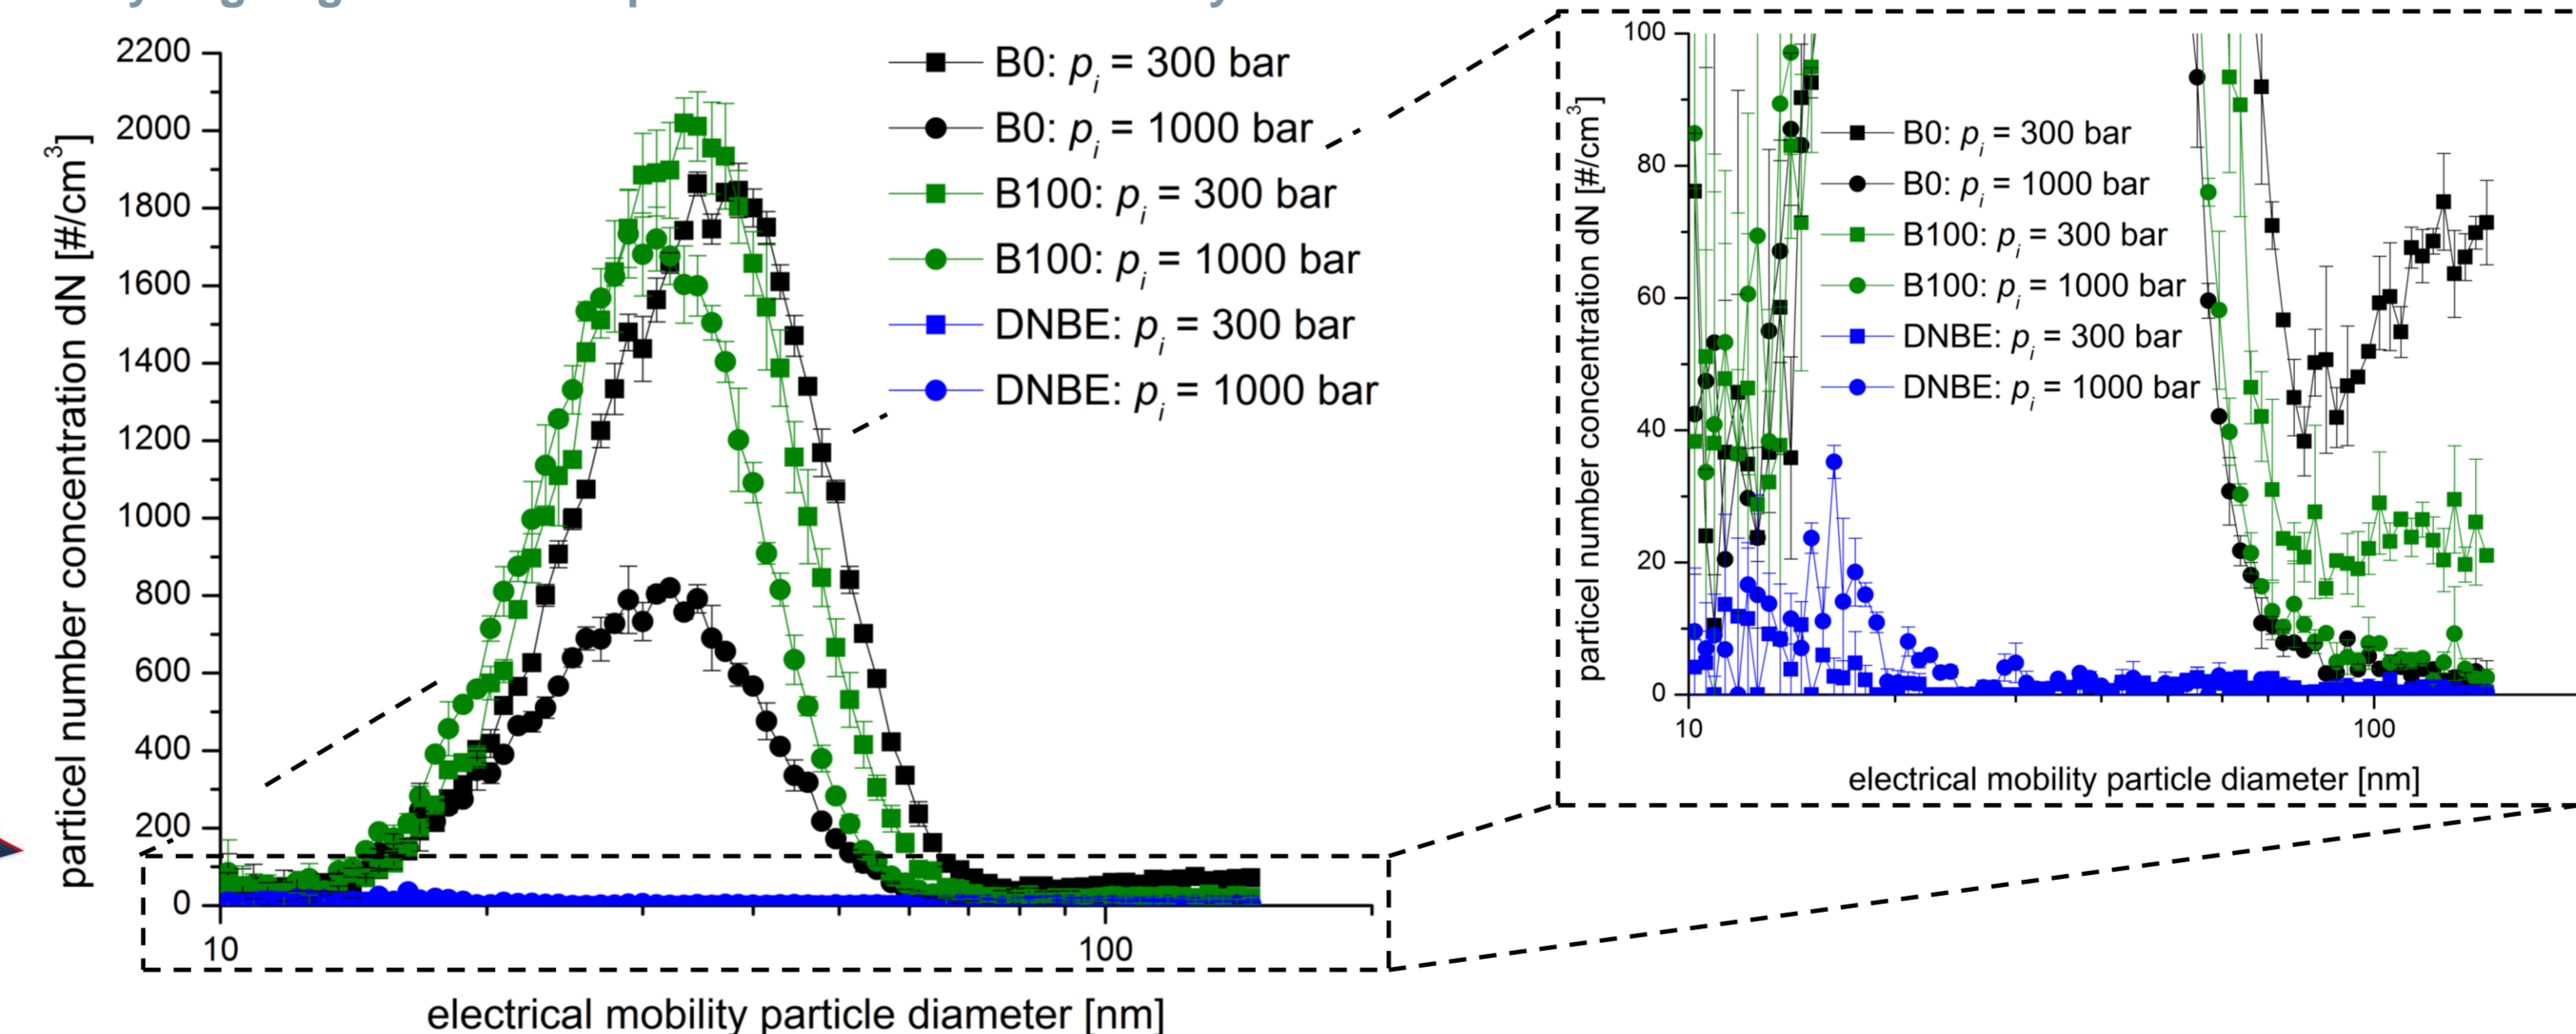 particel number concentration dN [#/cm³]
2200
2000
1800
1600
1400
1200
1000
800
600
400
200
0
10
100
electrical mobility particle diameter [nm]
B0: pᵢ = 300 bar
B0: pᵢ = 1000 bar
B100: pᵢ = 300 bar
B100: pᵢ = 1000 bar
DNBE: pᵢ = 300 bar
DNBE: pᵢ = 1000 bar
particel number concentration dN [#/cm³]
100
80
60
40
20
0
10
100
electrical mobility particle diameter [nm]
B0: pᵢ = 300 bar
B0: pᵢ = 1000 bar
B100: pᵢ = 300 bar
B100: pᵢ = 1000 bar
DNBE: pᵢ = 300 bar
DNBE: pᵢ = 1000 bar